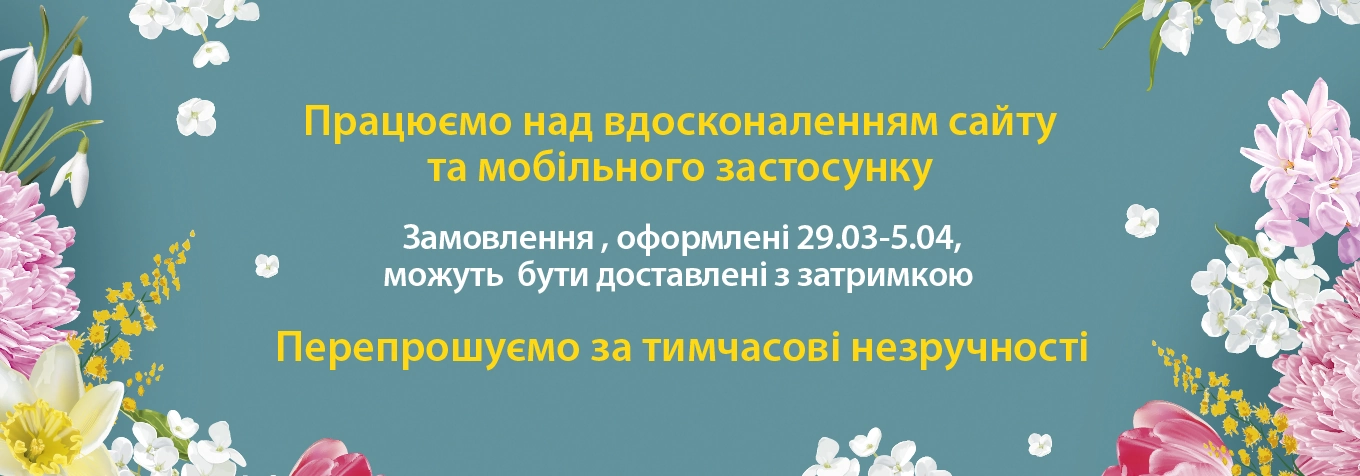 Працюємо над вдосконаленням сайту
та мобільного застосунку
Замовлення , оформлені 29.03-5.04,
можуть  бути доставлені з затримкою
Перепрошуємо за тимчасові незручності